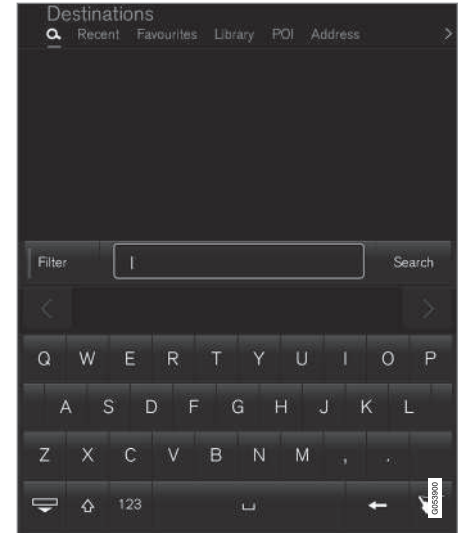 Destinations
Recent Favourites Library POI Address
Filter Search
Q W E R T Y U I O P
A S D F G H J K L
Z X C V B N M , .
123
G053900